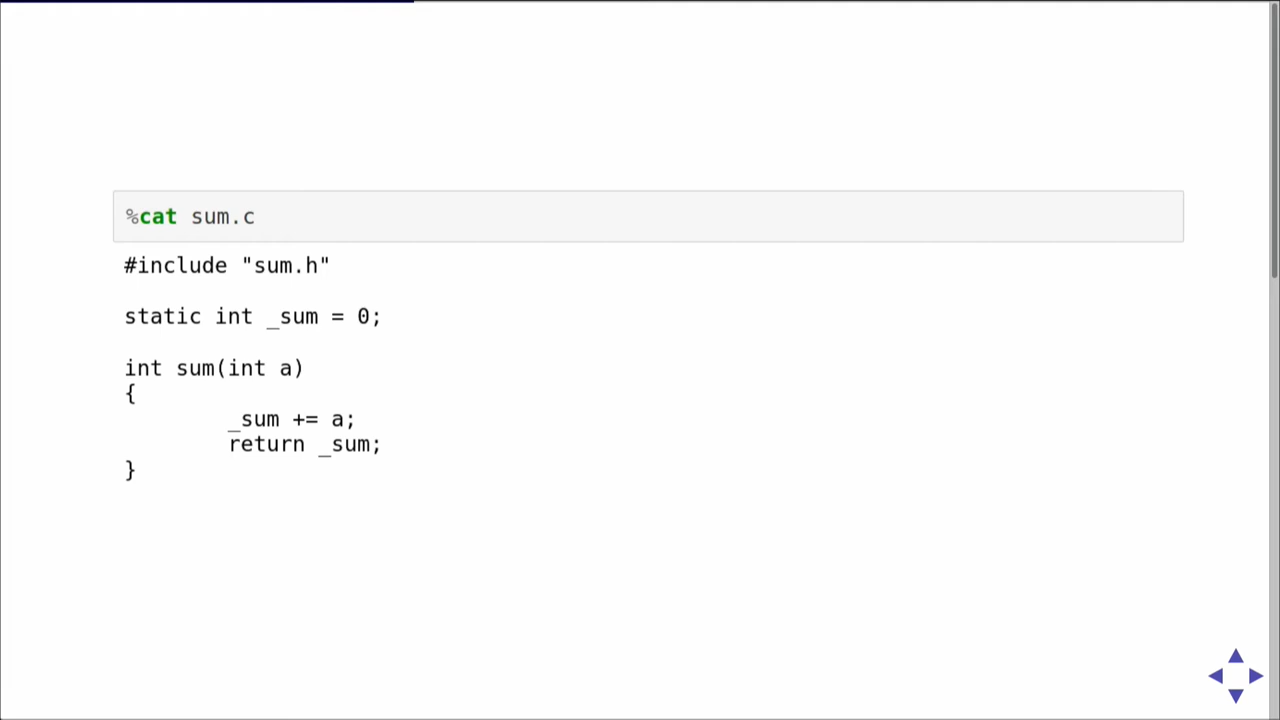 %cat sum.c
#include "sum.h"
static int _sum = 0;
int sum(int a)
{
        _sum += a;
        return _sum;
}